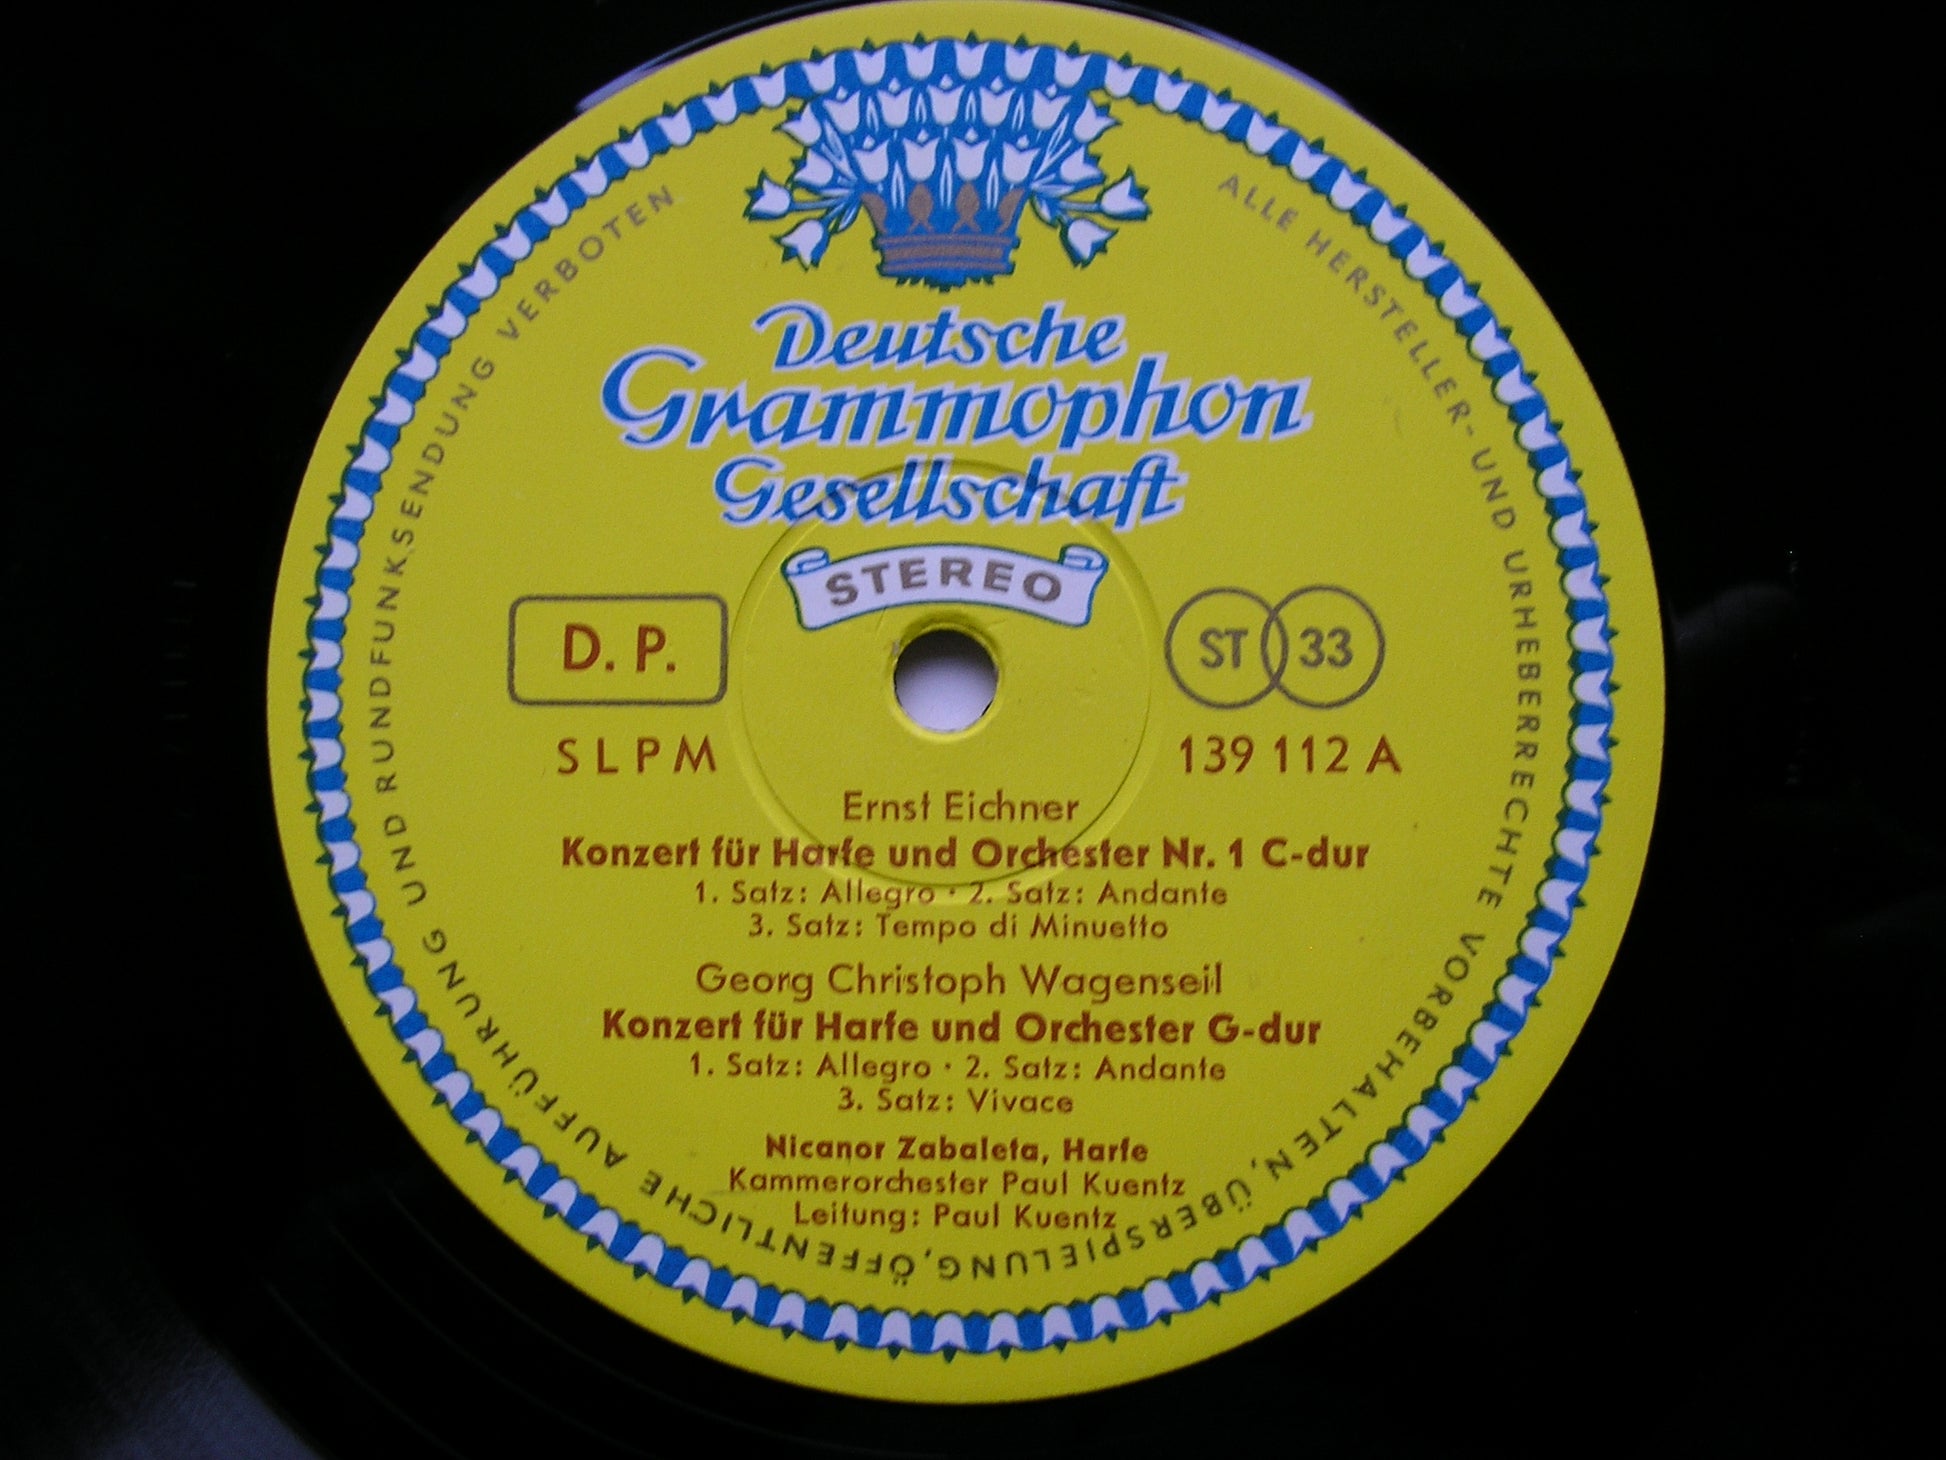 Deutsche
Grammophon
Gesellschaft
STEREO
D. P.
ST 33
SLPM
139 112 A
Ernst Eichner
Konzert für Harfe und Orchester Nr. 1 C-dur
1. Satz: Allegro · 2. Satz: Andante
3. Satz: Tempo di Minuetto
Georg Christoph Wagenseil
Konzert für Harfe und Orchester G-dur
1. Satz: Allegro · 2. Satz: Andante
3. Satz: Vivace
Nicanor Zabaleta, Harfe
Kammerorchester Paul Kuentz
Leitung: Paul Kuentz
ALLE HERSTELLER- UND URHEBERRECHTE VORBEHALTEN, ÜBERSPIELUNG, ÖFFENTLICHE AUFFÜHRUNG UND RUNDFUNKSENDUNG VERBOTEN